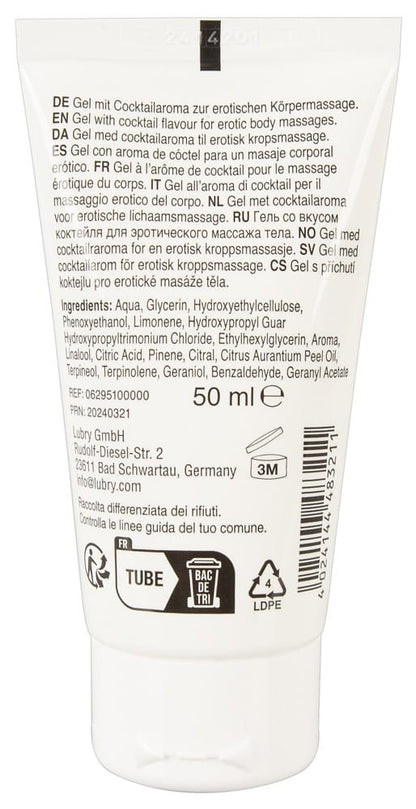 2414201
DE Gel mit Cocktailaroma zur erotischen Körpermassage.
EN Gel with cocktail flavour for erotic body massages.
DA Gel med cocktailaroma til erotisk kropsmassage.
ES Gel con aroma de cóctel para un masaje corporal
erótico. FR Gel à l'arôme de cocktail pour le massage
érotique du corps. IT Gel all'aroma di cocktail per il
massaggio erotico del corpo. NL Gel met cocktailaroma
voor erotische lichaamsmassage. RU Гель со вкусом
коктейля для эротического массажа тела. NO Gel med
cocktailraroma for en erotisk kroppsmassasje. SV Gel med
cocktailarom för erotisk kroppsmassage. CS Gel s příchutí
koktejlu pro erotické masáže těla.
Ingredients: Aqua, Glycerin, Hydroxyethylcellulose,
Phenoxyethanol, Limonene, Hydroxypropyl Guar
Hydroxypropyltrimonium Chloride, Ethylhexylglycerin, Aroma,
Linalool, Citric Acid, Pinene, Citral, Citrus Aurantium Peel Oil,
Terpineol, Terpinolene, Geraniol, Benzaldehyde, Geranyl Acetate
REF: 06295100000
50 ml ℮
PRN: 20240321
Lubry GmbH
Rudolf-Diesel-Str. 2
23611 Bad Schwartau, Germany
info@lubry.com
3M
Raccolta differenziata dei rifiuti.
Controlla le linee guida del tuo comune.
FR
TUBE
BAC
DE
TRI
4
LDPE
4 024144 483211